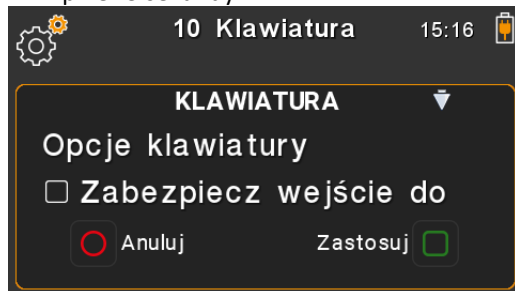 10 Klawiatura 15:16
KLAWIATURA
Opcje klawiatury
Zabezpiecz wejście do
Anuluj Zastosuj